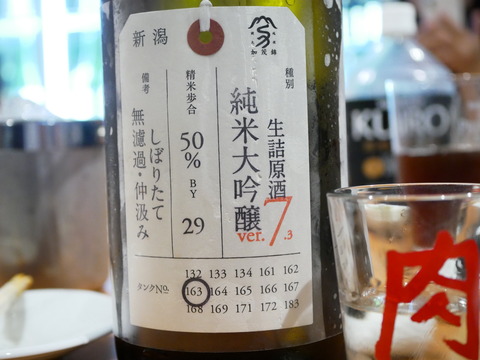 新潟
加茂錦
種別
純米大吟醸
生詰原酒
ver.7.3
精米歩合
50% BY 29
備考
しぼりたて
無濾過・仲汲み
タンクNo.
132 133 134 161 162
163 164 165 166 167
168 169 171 172 183
肉